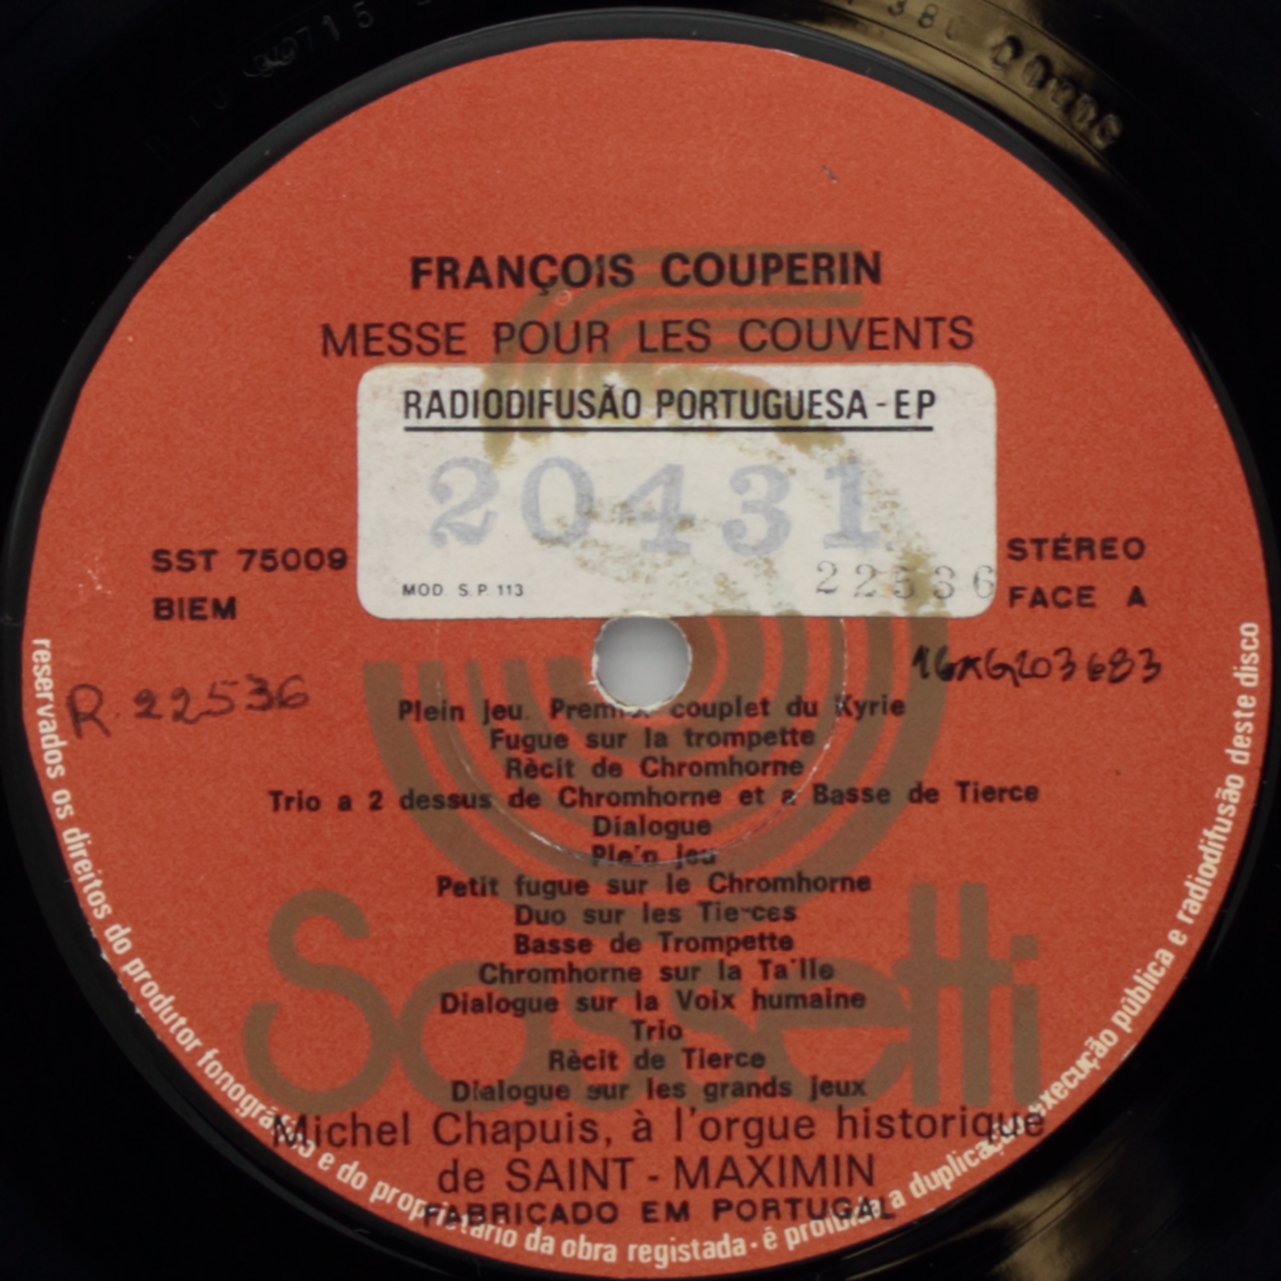 FRANÇOIS COUPERIN
MESSE POUR LES COUVENTS
RADIODIFUSÃO PORTUGUESA - EP
20431
22536
MOD. S.P. 113
SST 75009
BIEM
STÉREO
FACE A
R. 22536
Plein jeu. Premier couplet du Kyrie
Fugue sur la trompette
Rècit de Chromhorne
Trio a 2 dessus de Chromhorne et a Basse de Tierce
Dialogue
Plein jeu
Petit fugue sur le Chromhorne
Duo sur les Tierces
Basse de Trompette
Chromhorne sur la Taille
Dialogue sur la Voix humaine
Trio
Rècit de Tierce
Dialogue sur les grands jeux
Sassetti
Michel Chapuis, à l'orgue historique
de SAINT - MAXIMIN
FABRICADO EM PORTUGAL
reservados os direitos do produtor fonográfico e do proprietário da obra registada - é proibida a duplicação execução pública e radiodifusão deste disco